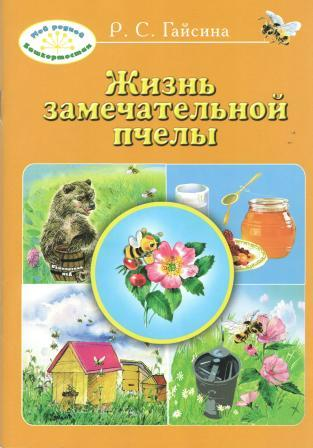 Мой родной
Башкортостан
Р. С. Гайсина
Жизнь
замечательной
пчелы